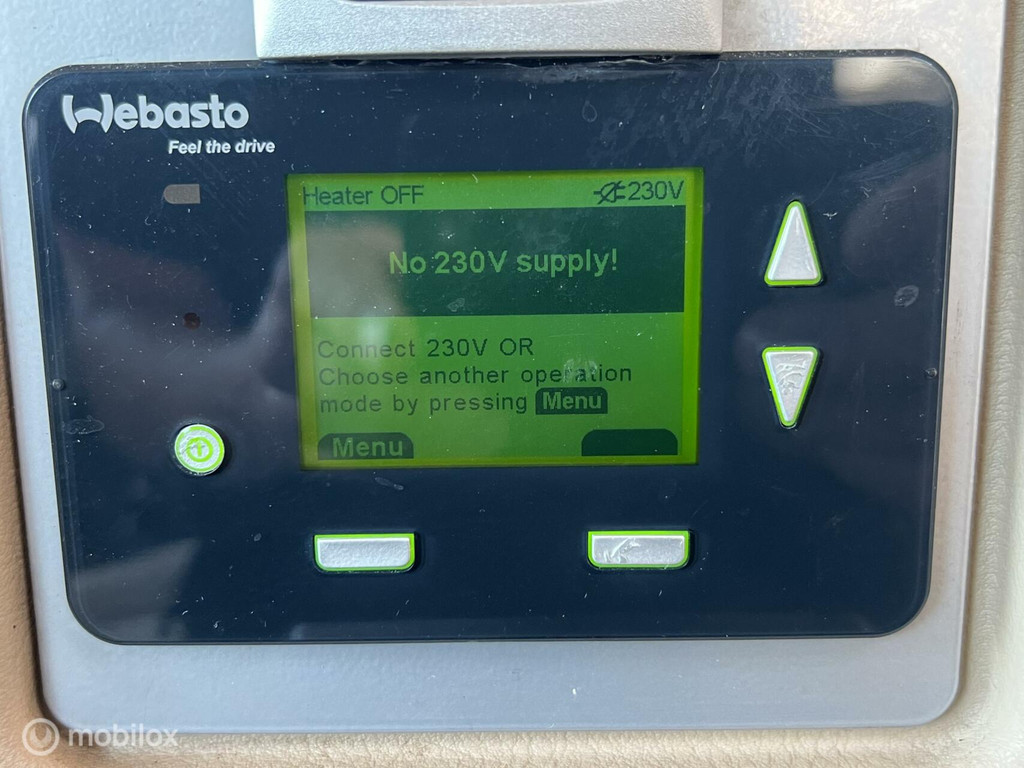 Webasto
Feel the drive
Heater OFF 230V
No 230V supply!
Connect 230V OR
Choose another operation
mode by pressing Menu
Menu
mobilox